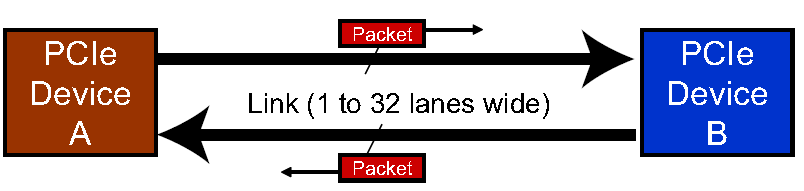 Packet
PCIe
Device
A
Link (1 to 32 lanes wide)
PCIe
Device
B
Packet